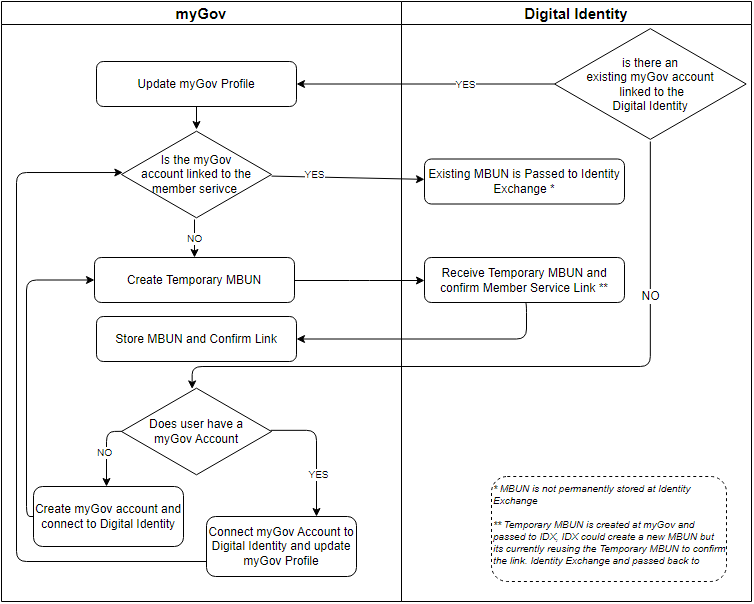 myGov
Digital Identity
is there an
existing myGov account
linked to the
Digital Identity
YES
Update myGov Profile
Is the myGov
account linked to the
member serivce
YES
Existing MBUN is Passed to Identity
Exchange *
NO
Create Temporary MBUN
Receive Temporary MBUN and
confirm Member Service Link **
NO
Store MBUN and Confirm Link
Does user have a
myGov Account
NO
YES
Create myGov account and
connect to Digital Identity
Connect myGov Account to
Digital Identity and update
myGov Profile
* MBUN is not permanently stored at Identity
Exchange
** Temporary MBUN is created at myGov and
passed to IDX, IDX could create a new MBUN but
its currently reusing the Temporary MBUN to confirm
the link. Identity Exchange and passed back to